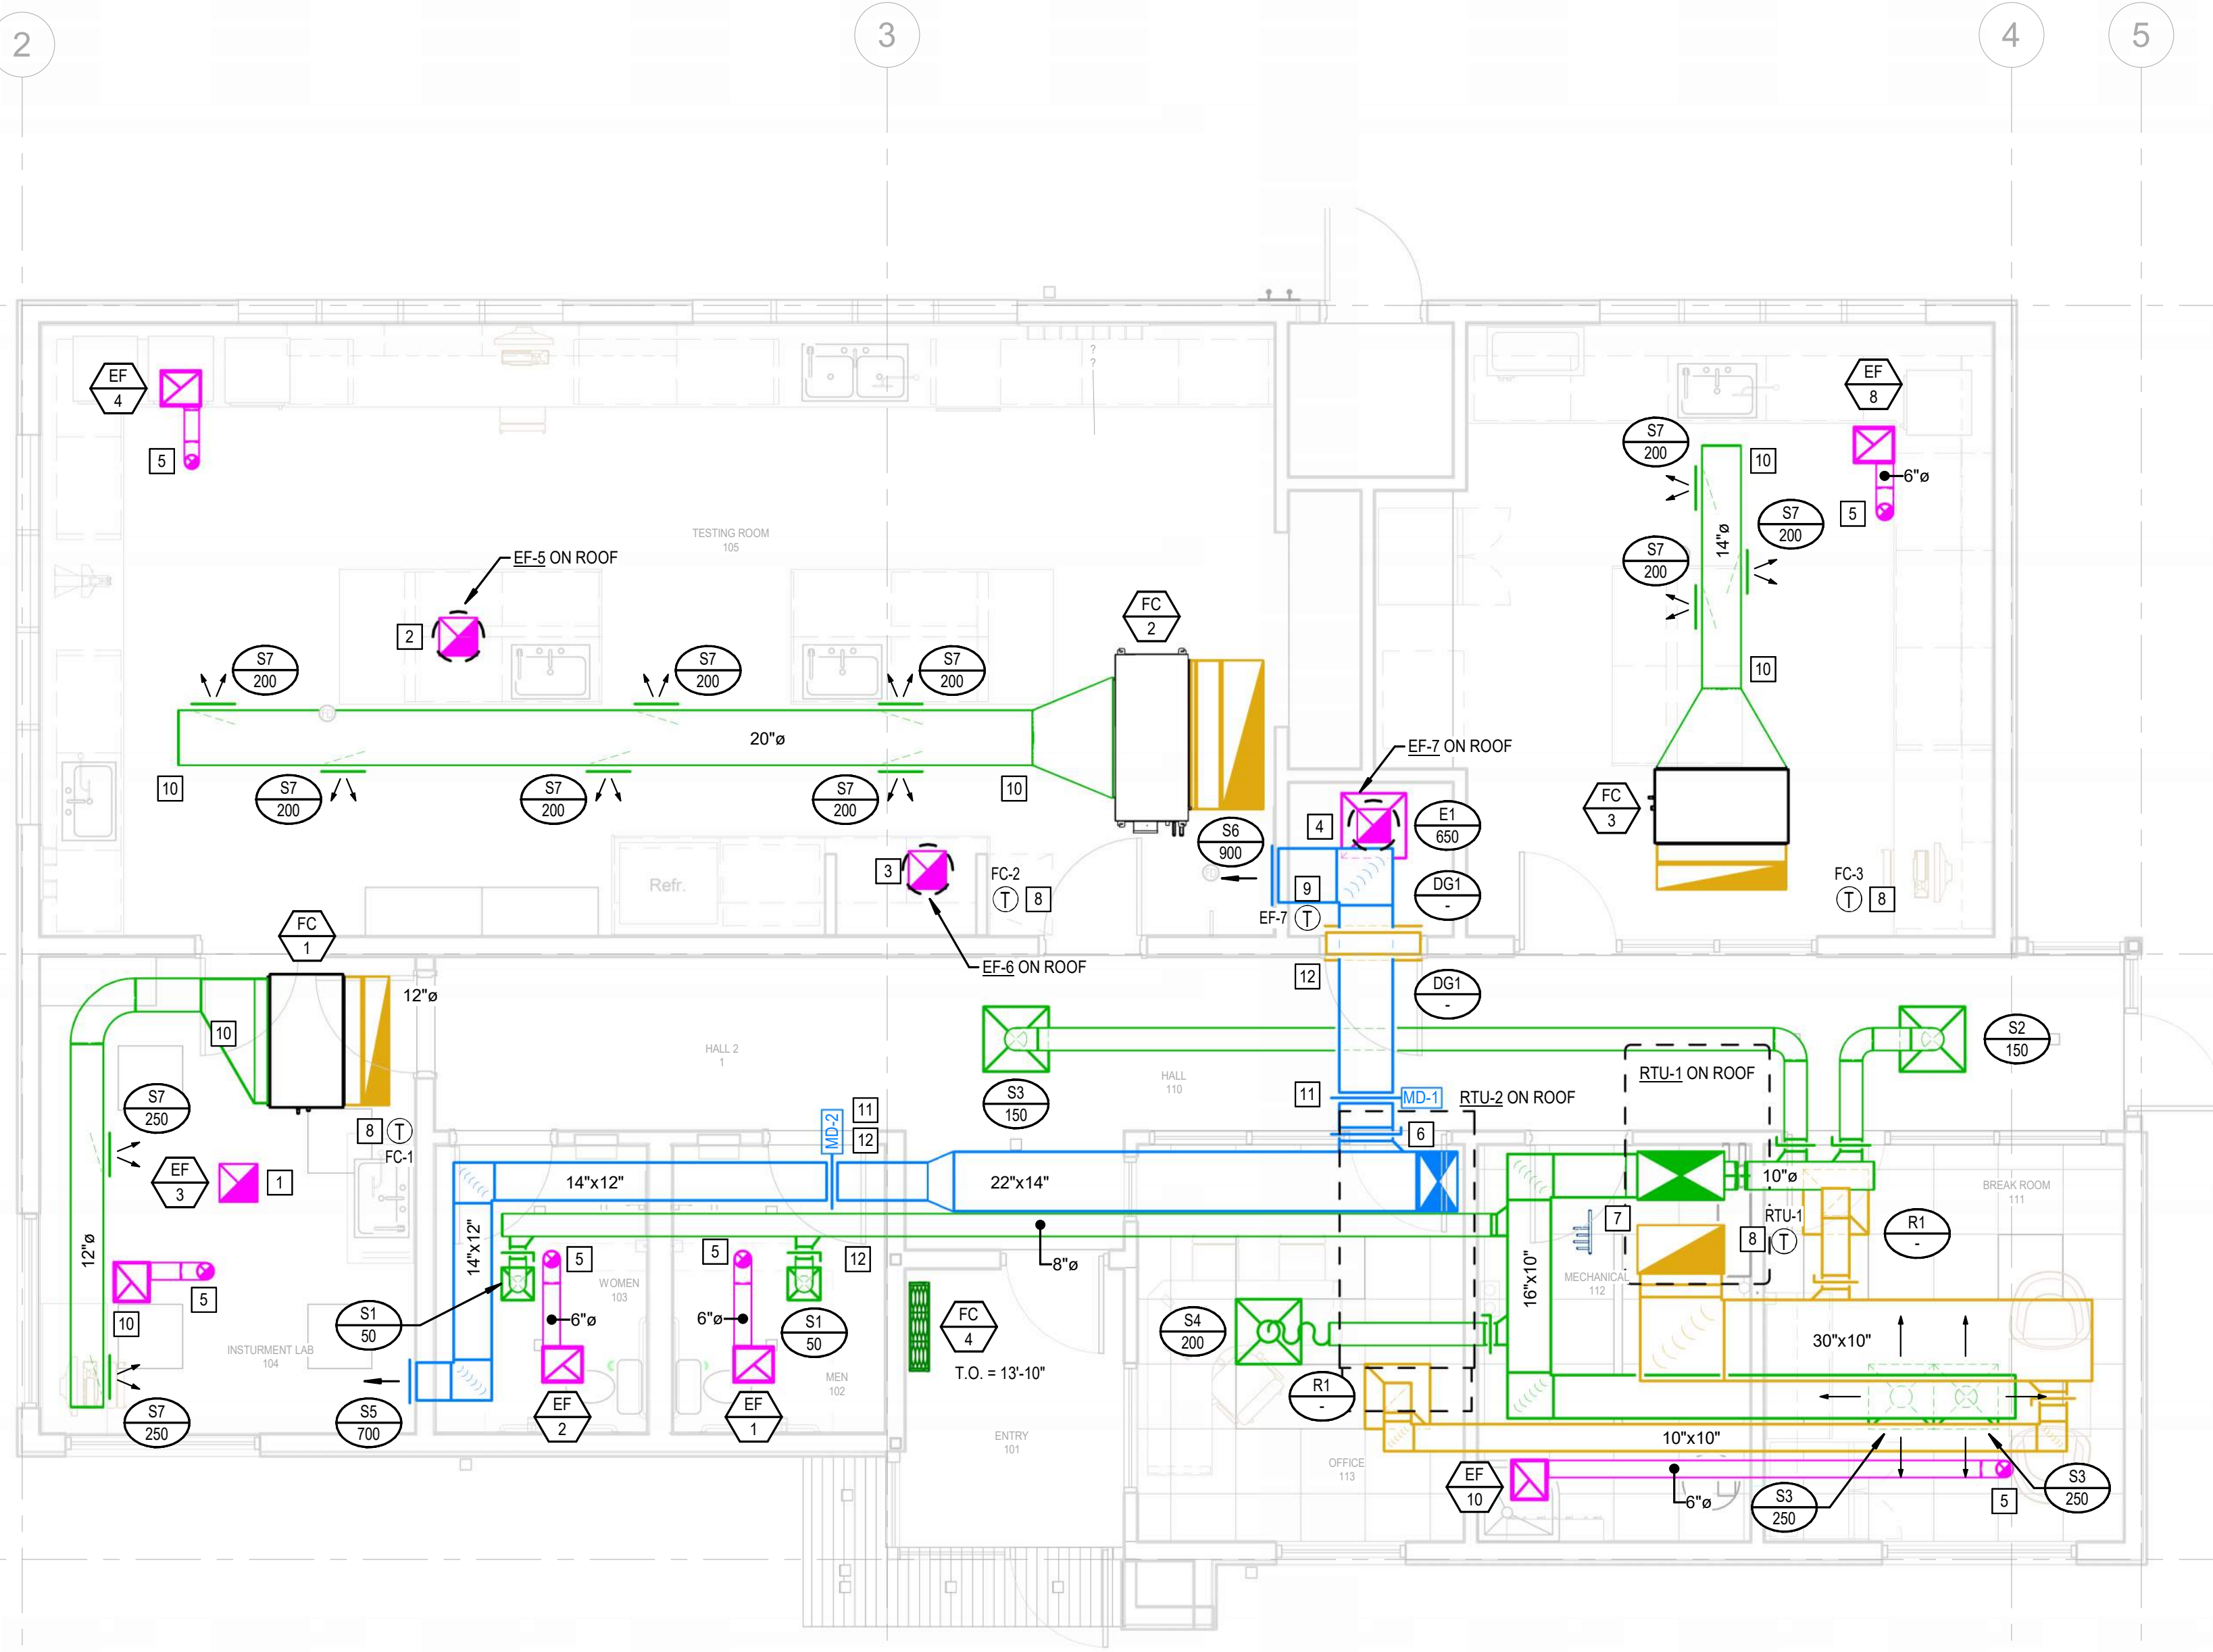 2
3
4
5
EF
4
5
EF-5 ON ROOF
2
TESTING ROOM
105
?
?
FC
2
S7
200
S7
200
S7
200
20"ø
10
S7
200
S7
200
S7
200
10
S6
900
Refr.
3
FC-2
T
8
EF-6 ON ROOF
S7
200
10
EF
8
6"ø
5
S7
200
14"ø
S7
200
10
EF-7 ON ROOF
4
E1
650
FC
3
9
EF-7
T
DG1
-
FC-3
T
8
FC
1
12"ø
10
HALL 2
1
HALL
110
12
DG1
-
S2
150
S3
150
RTU-1 ON ROOF
11
MD-1
RTU-2 ON ROOF
6
S7
250
8
T
FC-1
EF
3
1
MD-2
11
12
14"x12"
22"x14"
10"ø
BREAK ROOM
111
12"ø
14"x12"
5
5
12
8"ø
7
RTU-1
8
T
R1
-
5
10
WOMEN
103
16"x10"
MECHANICAL
112
S1
50
6"ø
6"ø
S1
50
FC
4
S4
200
30"x10"
INSTURMENT LAB
104
T.O. = 13'-10"
MEN
102
R1
-
S7
250
S5
700
EF
2
EF
1
ENTRY
101
OFFICE
113
10"x10"
EF
10
6"ø
S3
250
5
S3
250